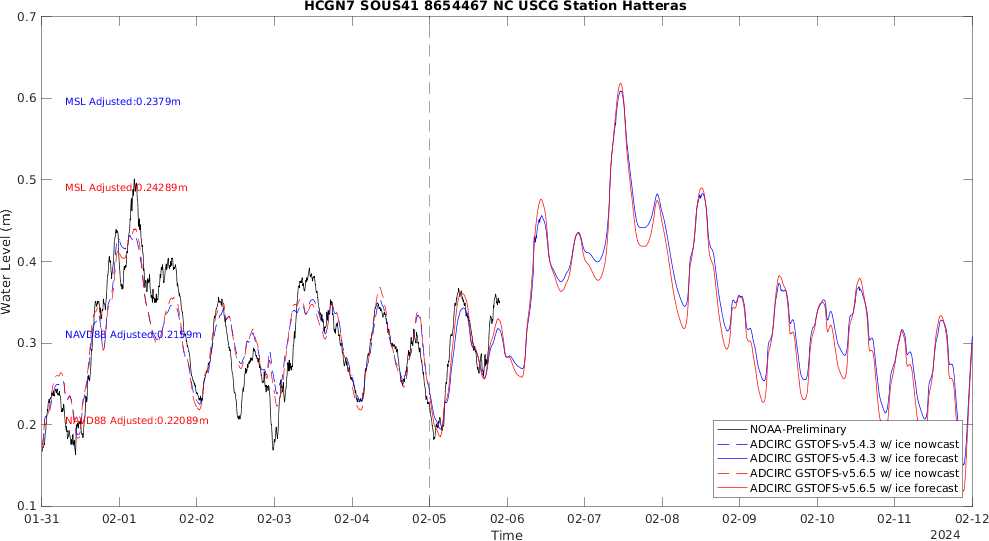 HCGN7 SOUS41 8654467 NC USCG Station Hatteras
0.7
0.6
0.5
0.4
0.3
0.2
0.1
Water Level (m)
MSL Adjusted:0.2379m
MSL Adjusted:0.24289m
NAVD88 Adjusted:0.2159m
NAVD88 Adjusted:0.22089m
NOAA-Preliminary
ADCIRC GSTOFS-v5.4.3 w/ ice nowcast
ADCIRC GSTOFS-v5.4.3 w/ ice forecast
ADCIRC GSTOFS-v5.6.5 w/ ice nowcast
ADCIRC GSTOFS-v5.6.5 w/ ice forecast
01-31 02-01 02-02 02-03 02-04 02-05 02-06 02-07 02-08 02-09 02-10 02-11 02-12
Time
2024